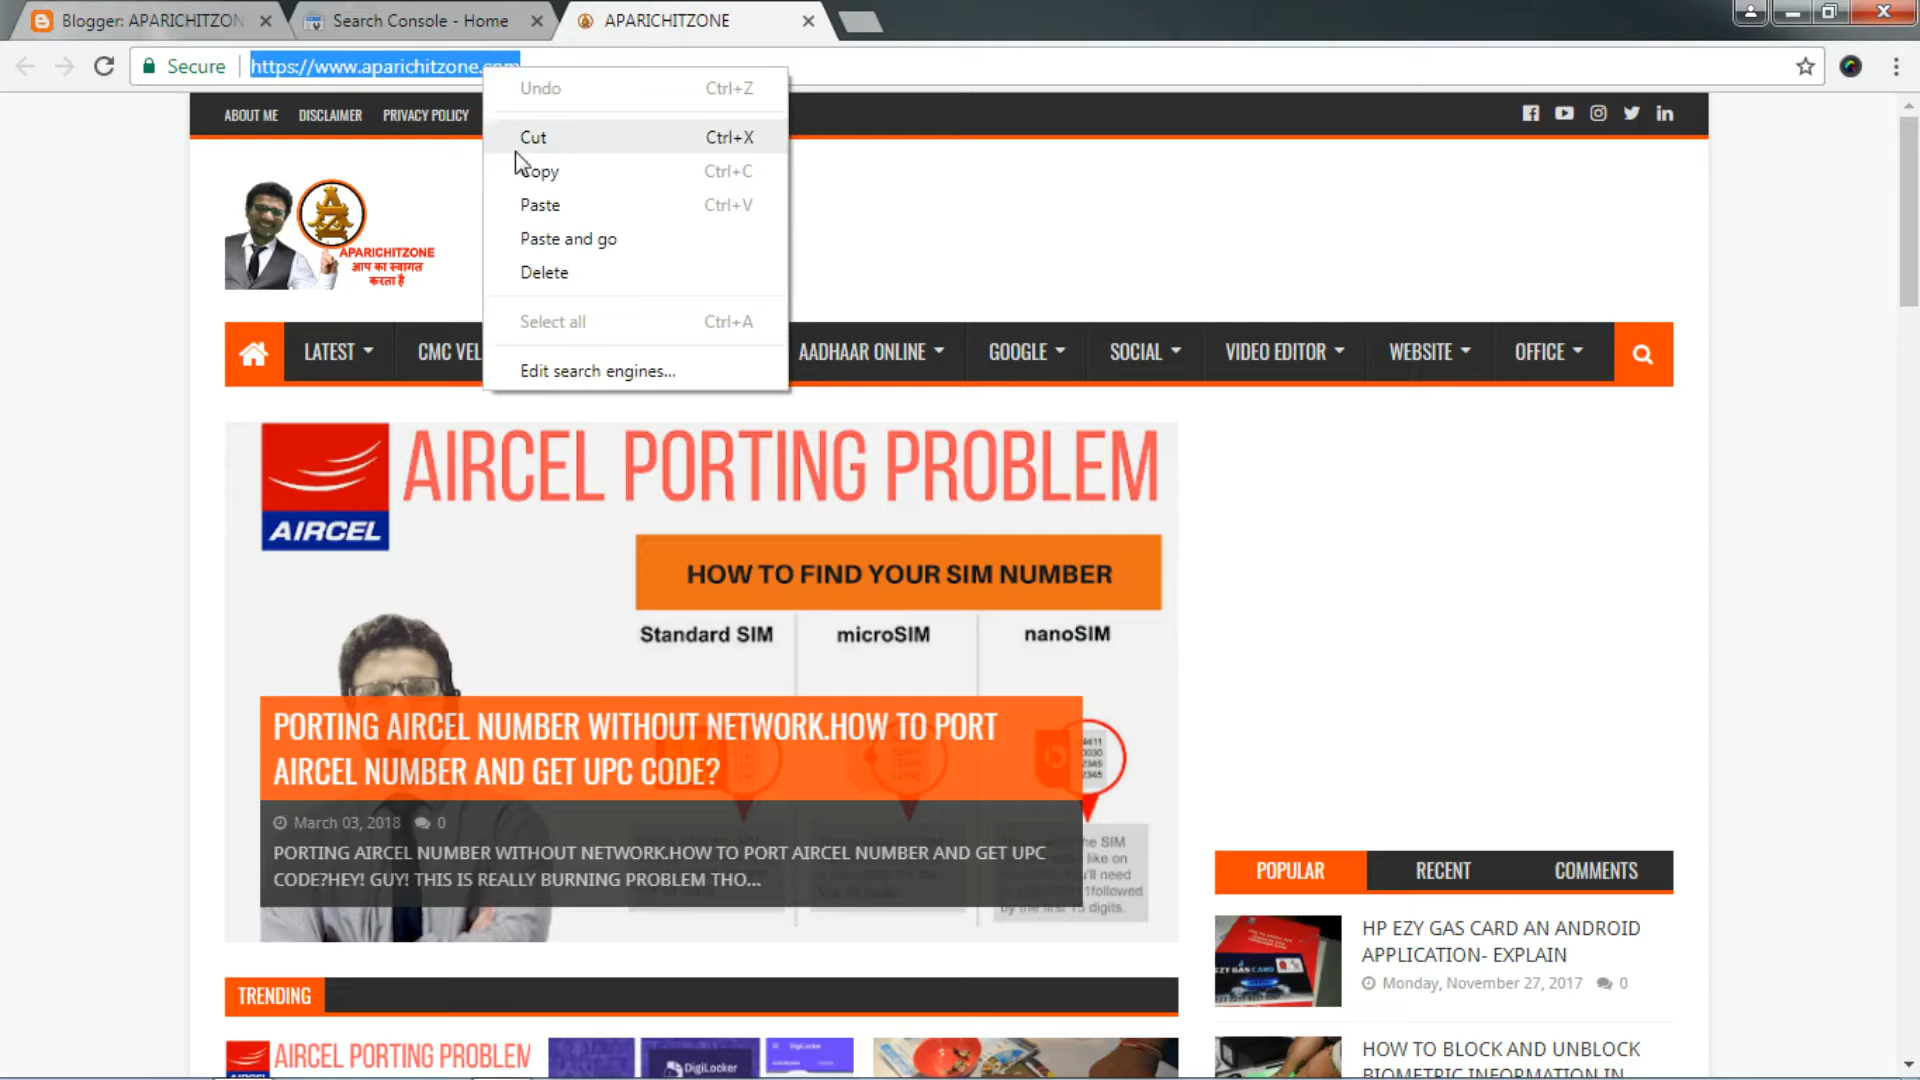 Blogger: APARICHITZON
Search Console - Home
APARICHITZONE
Secure
https://www.aparichitzone.com
Undo Ctrl+Z
Cut Ctrl+X
Copy Ctrl+C
Paste Ctrl+V
Paste and go
Delete
Select all Ctrl+A
Edit search engines...
ABOUT ME DISCLAIMER PRIVACY POLICY
APARICHITZONE
आप का स्वागत
करता है
LATEST CMC VEL AADHAAR ONLINE GOOGLE SOCIAL VIDEO EDITOR WEBSITE OFFICE
AIRCEL
AIRCEL PORTING PROBLEM
HOW TO FIND YOUR SIM NUMBER
Standard SIM microSIM nanoSIM
PORTING AIRCEL NUMBER WITHOUT NETWORK.HOW TO PORT
AIRCEL NUMBER AND GET UPC CODE?
March 03, 2018 0
PORTING AIRCEL NUMBER WITHOUT NETWORK.HOW TO PORT AIRCEL NUMBER AND GET UPC
CODE?HEY! GUY! THIS IS REALLY BURNING PROBLEM THO...
POPULAR RECENT COMMENTS
HP EZY GAS CARD AN ANDROID
APPLICATION- EXPLAIN
Monday, November 27, 2017 0
HOW TO BLOCK AND UNBLOCK
BIOMETRIC INFORMATION IN
TRENDING
AIRCEL PORTING PROBLEM
DigiLocker